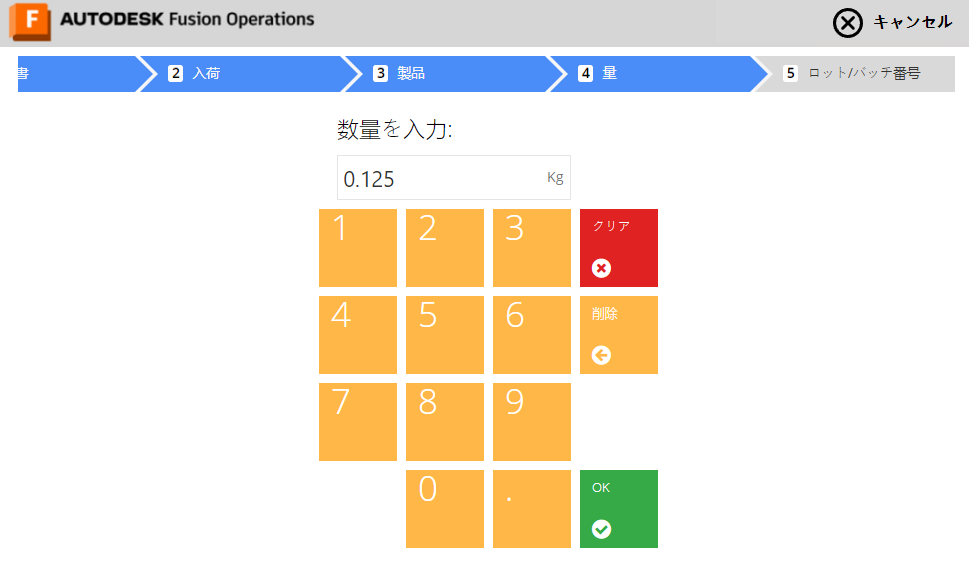 F AUTODESK Fusion Operations
キャンセル
書
2 入荷
3 製品
4 量
5 ロット/バッチ番号
数量を入力:
0.125 Kg
1 2 3 クリア
4 5 6 削除
7 8 9
0 . OK